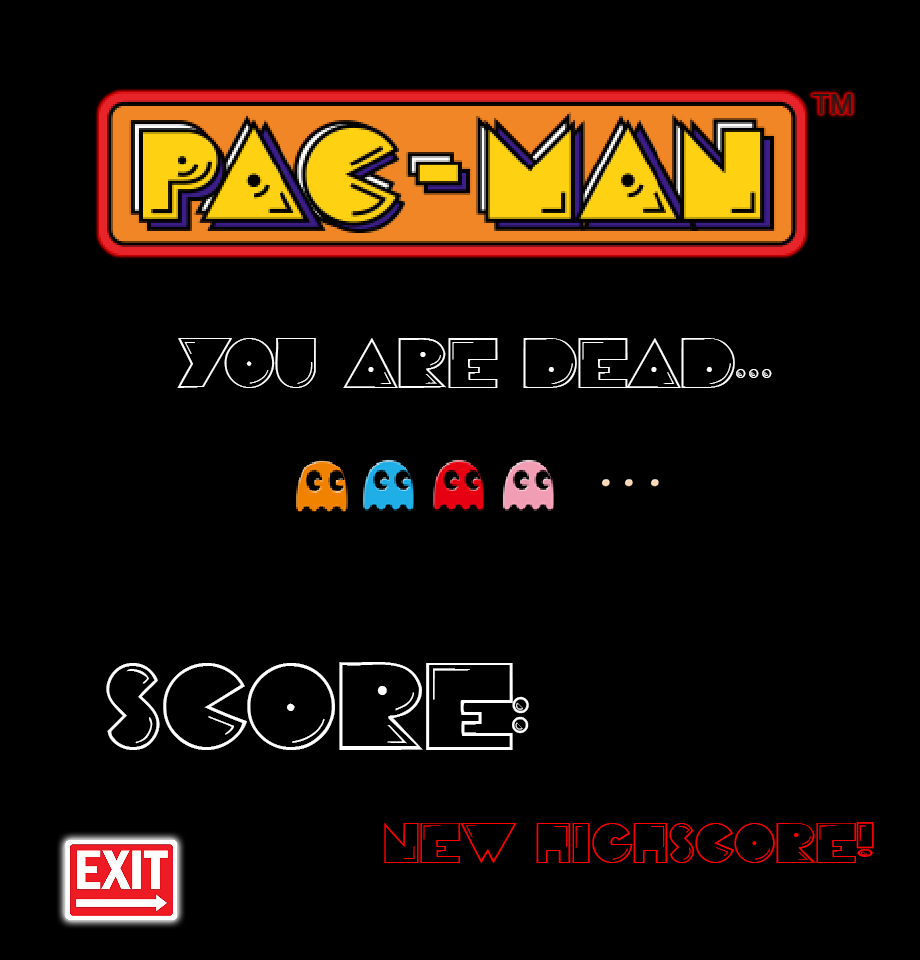 PAC-MAN TM
YOU ARE DEAD...
...
SCORE:
NEW HIGHSCORE!
EXIT